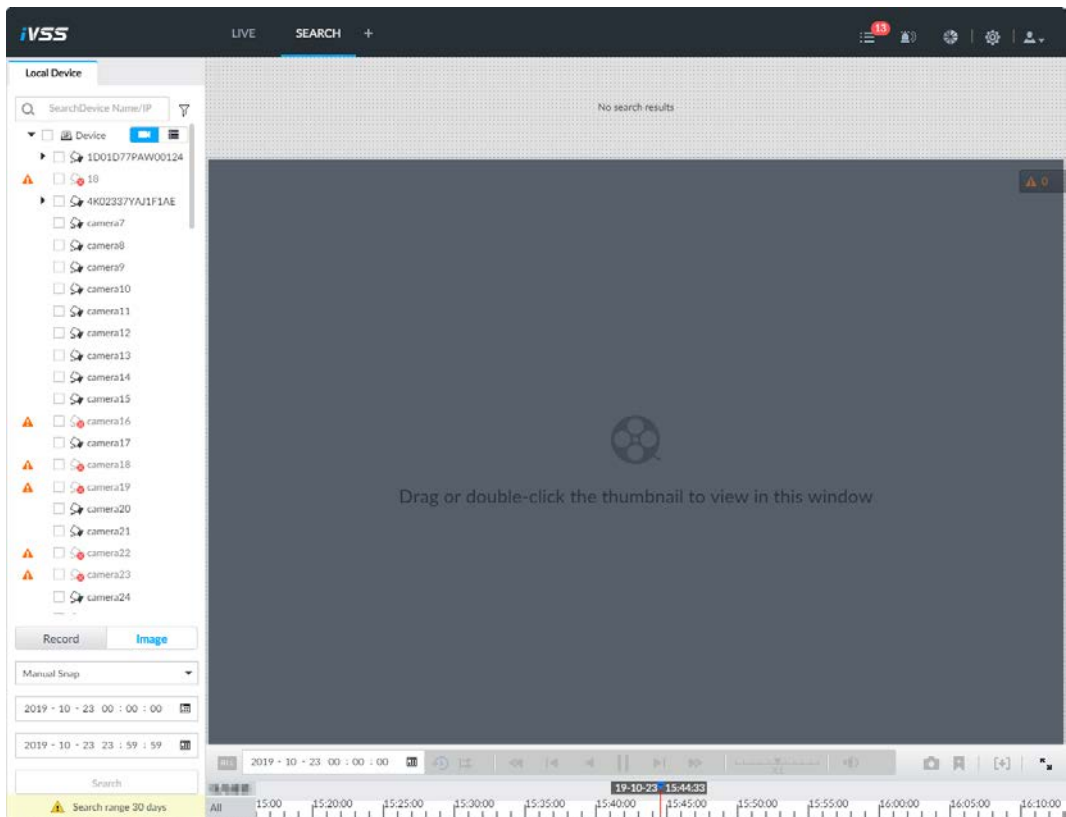 iVSS
LIVE SEARCH +
13
Local Device
SearchDevice Name/IP
No search results
Device
1D01D77PAW00124
18
0
4K02337YAJ1F1AE
camera7
camera8
camera9
camera10
camera11
camera12
camera13
camera14
camera15
camera16
camera17
camera18
camera19
Drag or double-click the thumbnail to view in this window
camera20
camera21
camera22
camera23
camera24
Record Image
Manual Snap
2019 - 10 - 23 00 : 00 : 00
2019 - 10 - 23 23 : 59 : 59
2019 - 10 - 23 00 : 00 : 00
Search
19-10-23 15:44:33
Search range 30 days
All 15:00 15:20:00 15:25:00 15:30:00 15:35:00 15:40:00 15:45:00 15:50:00 15:55:00 16:00:00 16:05:00 16:10:00